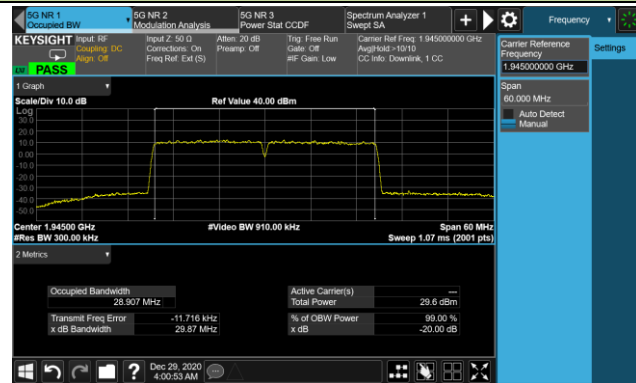 5G NR 1
Occupied BW
5G NR 2
Modulation Analysis
5G NR 3
Power Stat CCDF
Spectrum Analyzer 1
Swept SA
Frequency
KEYSIGHT
Input: RF
Coupling: DC
Align: Off
Input Z: 50 Ω
Corrections: On
Freq Ref: Ext (S)
Atten: 20 dB
Preamp: Off
Trig: Free Run
Gate: Off
#IF Gain: Low
Carrier Ref Freq: 1.945000000 GHz
Avg|Hold:>10/10
CC Info: Downlink, 1 CC
PASS
Carrier Reference
Frequency
1.945000000 GHz
Settings
Span
60.000 MHz
Auto Detect
Manual
1 Graph
Scale/Div 10.0 dB
Ref Value 40.00 dBm
Log
30.0
20.0
10.0
0.00
-10.0
-20.0
-30.0
-40.0
-50.0
Center 1.94500 GHz
#Video BW 910.00 kHz
Span 60 MHz
#Res BW 300.00 kHz
Sweep 1.07 ms (2001 pts)
2 Metrics
Occupied Bandwidth
28.907 MHz
Active Carrier(s)
---
Total Power
29.6 dBm
Transmit Freq Error
-11.716 kHz
% of OBW Power
99.00 %
x dB Bandwidth
29.87 MHz
x dB
-20.00 dB
Dec 29, 2020
4:00:53 AM